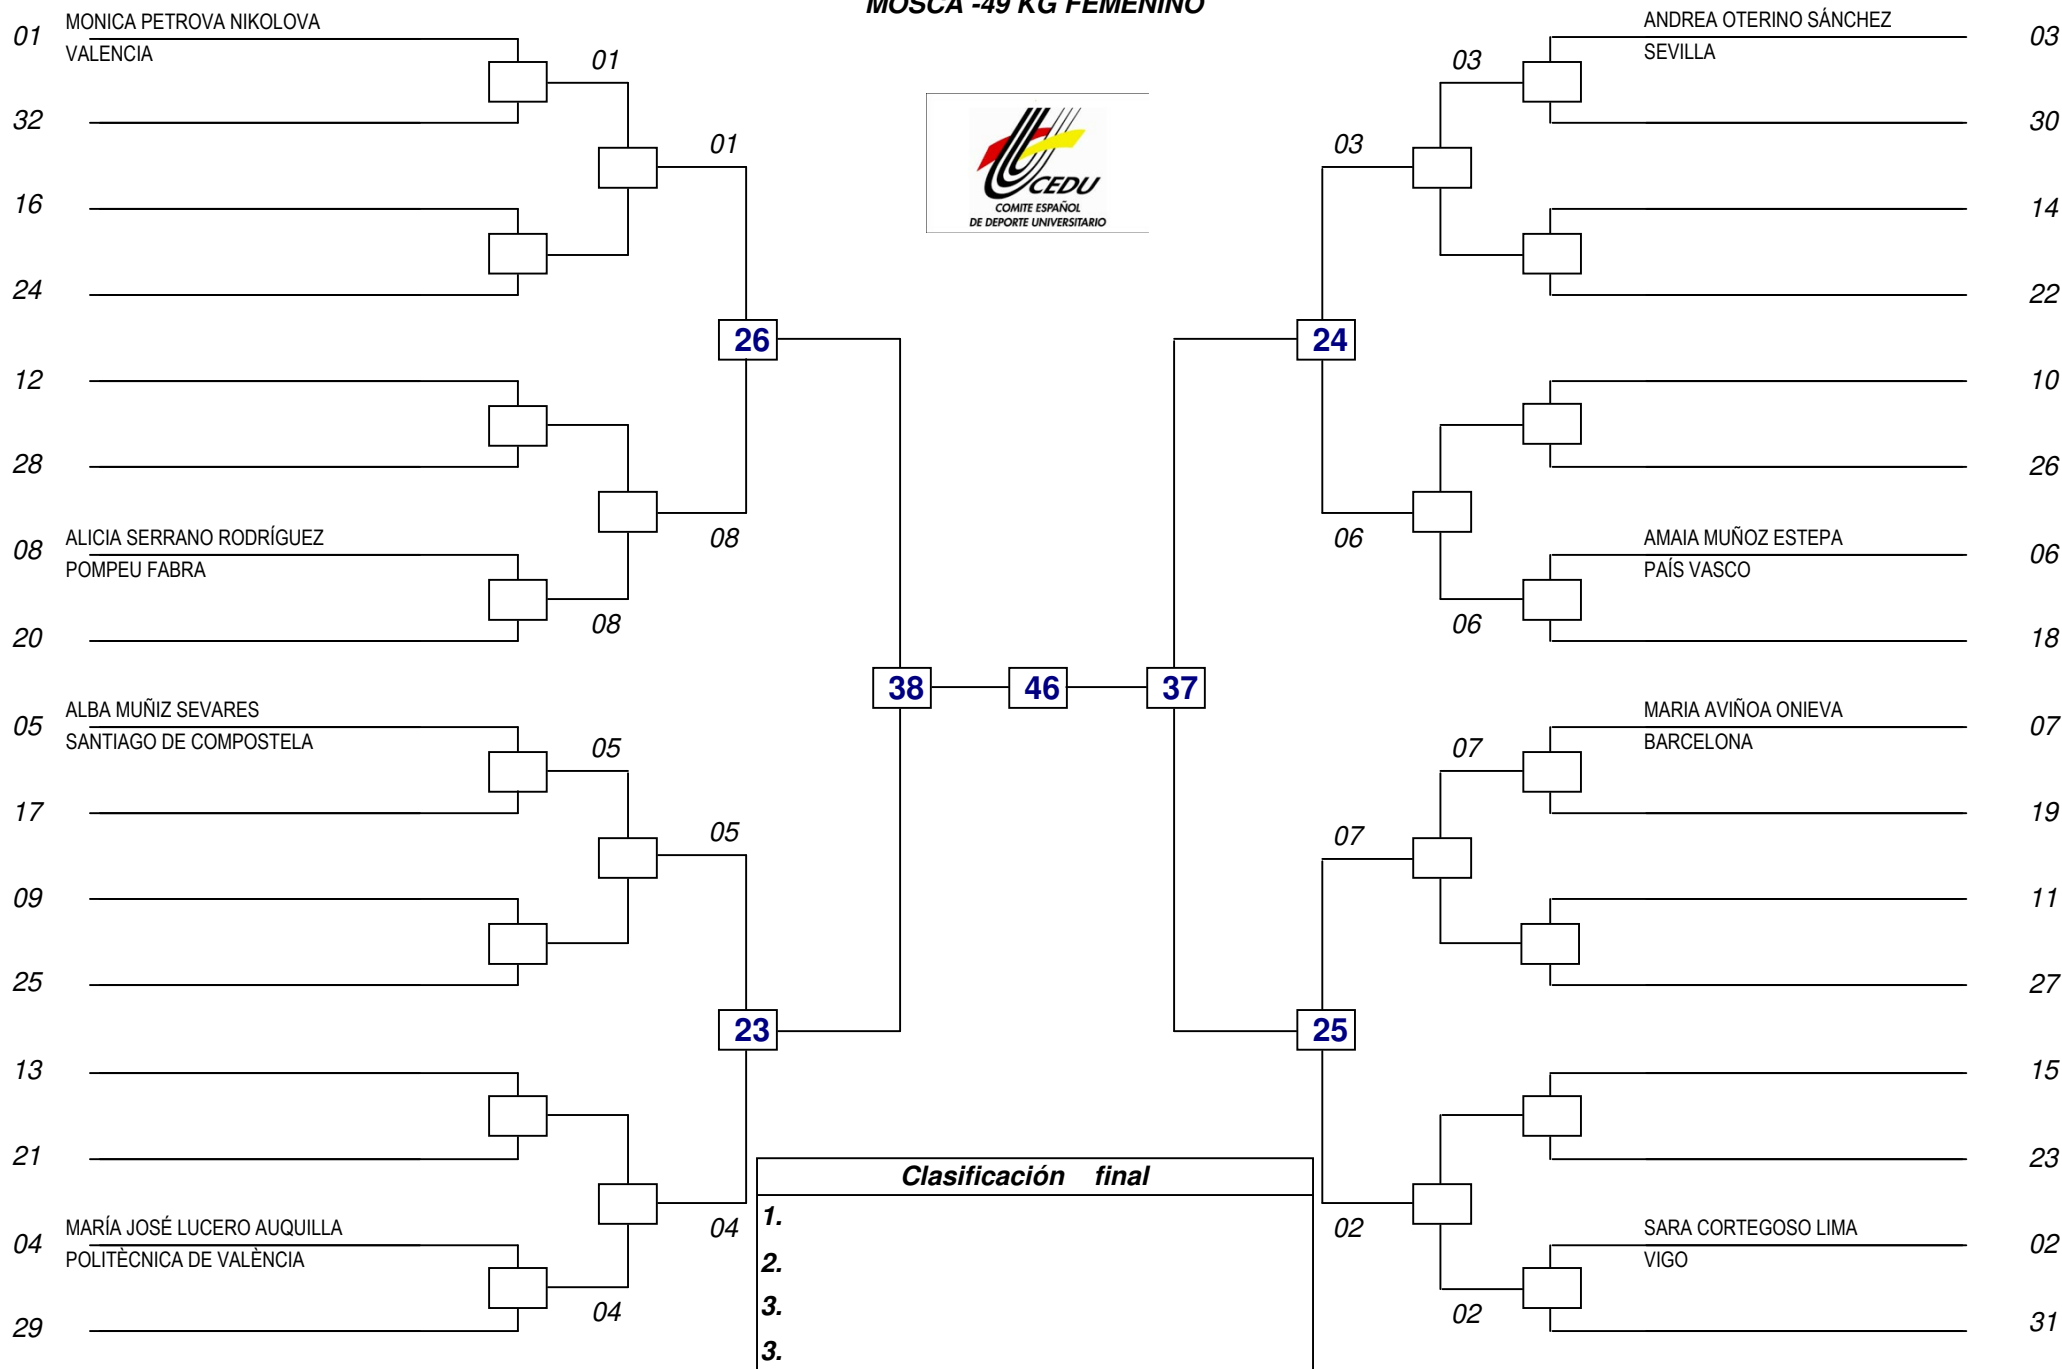 MOSCA -49 KG FEMENINO
01 MONICA PETROVA NIKOLOVA
VALENCIA
32
16
24
12
28
08 ALICIA SERRANO RODRÍGUEZ
POMPEU FABRA
20
05 ALBA MUÑIZ SEVARES
SANTIAGO DE COMPOSTELA
17
09
25
13
21
04 MARÍA JOSÉ LUCERO AUQUILLA
POLITÈCNICA DE VALÈNCIA
29
01
08
05
04
01
08
05
04
26
23
CEDU
COMITE ESPAÑOL
DE DEPORTE UNIVERSITARIO
38 46 37
24
25
03
06
07
02
03
06
07
02
ANDREA OTERINO SÁNCHEZ 03
SEVILLA
30
14
22
10
26
AMAIA MUÑOZ ESTEPA 06
PAÍS VASCO
18
MARIA AVIÑOA ONIEVA 07
BARCELONA
19
11
27
15
23
SARA CORTEGOSO LIMA 02
VIGO
31
Clasificación final
1.
2.
3.
3.